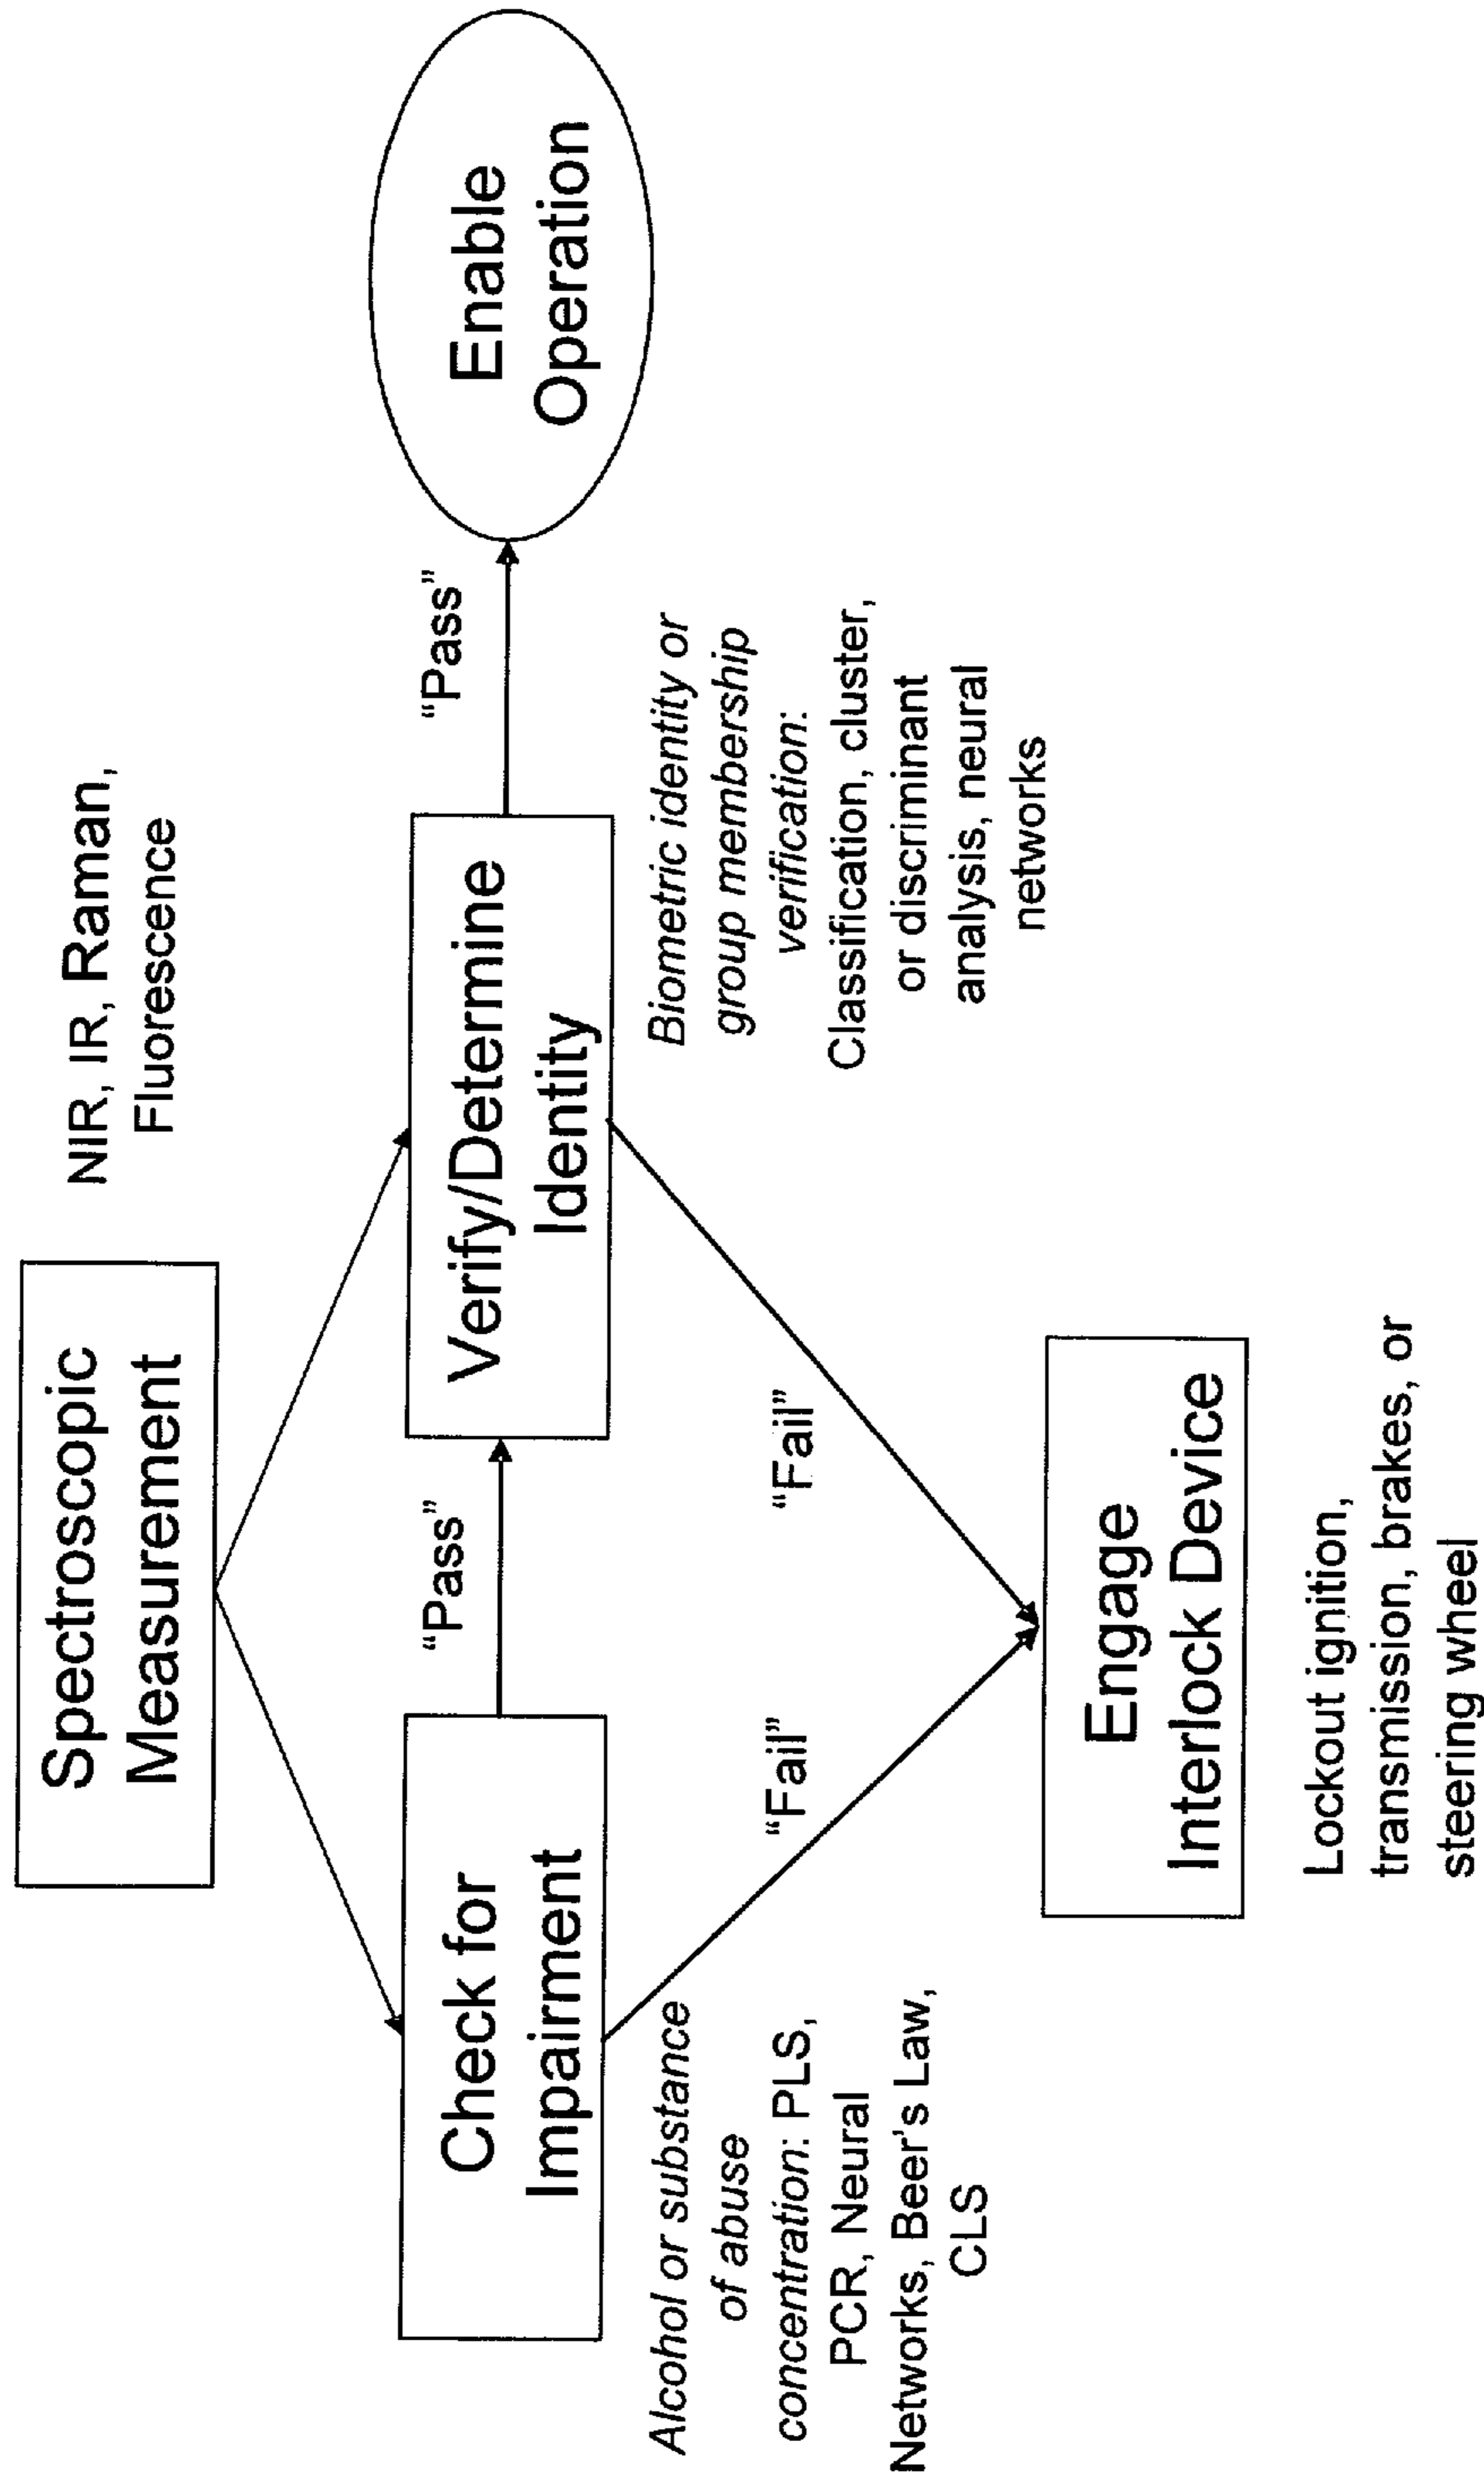 Spectroscopic
Measurement
NIR, IR, Raman,
Fluorescence
Check for
Impairment
“Pass”
Verify/Determine
Identity
“Pass”
Enable
Operation
Alcohol or substance
of abuse
concentration: PLS,
PCR, Neural
Networks, Beer's Law,
CLS
“Fail”
“Fail”
Biometric identity or
group membership
verification:
Classification, cluster,
or discriminant
analysis, neural
networks
Engage
Interlock Device
Lockout ignition,
transmission, brakes, or
steering wheel